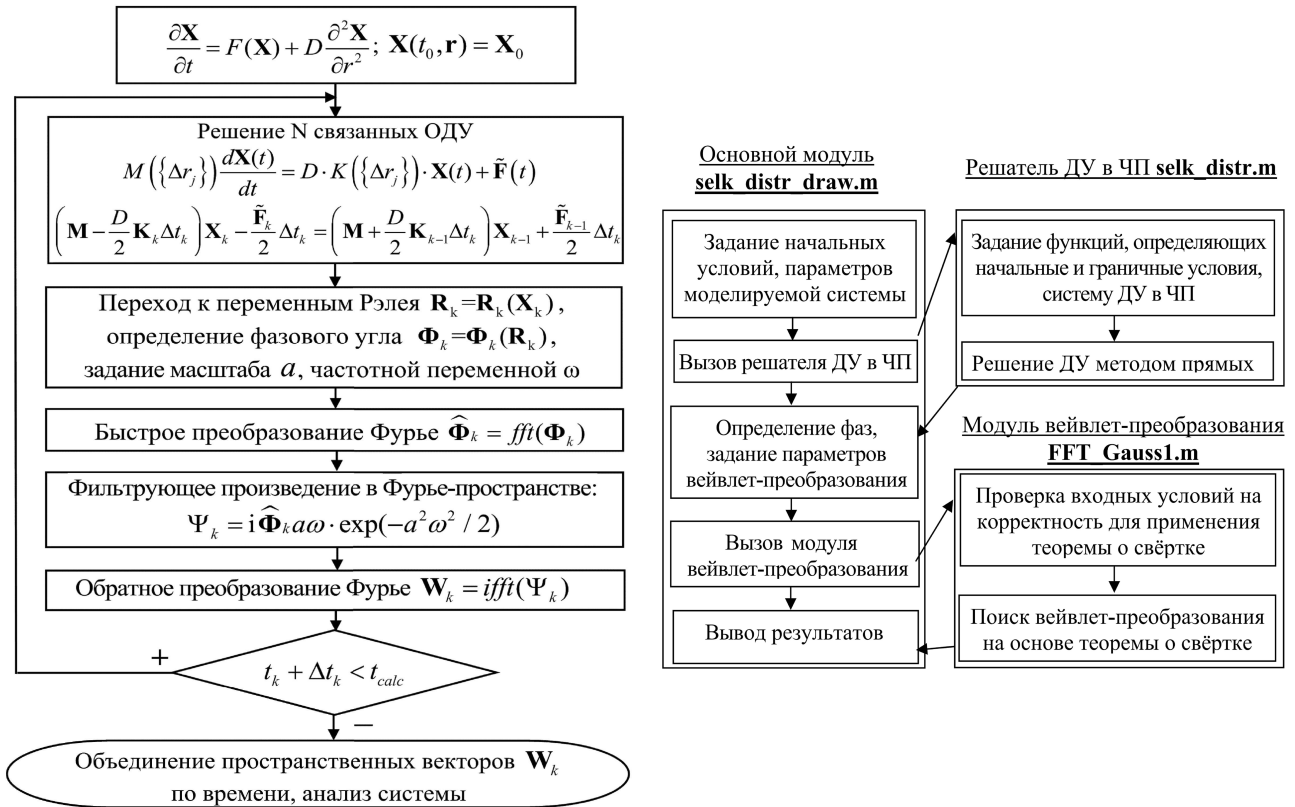 ∂𝐗/∂t = F(𝐗) + D ∂²𝐗/∂r² ; 𝐗(t₀, 𝐫) = 𝐗₀
Решение N связанных ОДУ
M({Δr_j}) d𝐗(t)/dt = D · K({Δr_j}) · 𝐗(t) + 𝐅̃(t)
(𝐌 − D/2 𝐊_k Δt_k) 𝐗_k − 𝐅̃_k/2 Δt_k = (𝐌 + D/2 𝐊_{k−1} Δt_k) 𝐗_{k−1} + 𝐅̃_{k−1}/2 Δt_k
Переход к переменным Рэлея 𝐑_k=𝐑_k(𝐗_k),
определение фазового угла 𝚽_k=𝚽_k(𝐑_k),
задание масштаба a, частотной переменной ω
Быстрое преобразование Фурье 𝚽̂_k = fft(𝚽_k)
Фильтрующее произведение в Фурье-пространстве:
Ψ_k = i 𝚽̂_k aω · exp(−a²ω² / 2)
Обратное преобразование Фурье 𝐖_k = ifft(Ψ_k)
+
t_k + Δt_k < t_calc
−
Объединение пространственных векторов 𝐖_k
по времени, анализ системы
Основной модуль
selk_distr_draw.m
Задание начальных
условий, параметров
моделируемой системы
Вызов решателя ДУ в ЧП
Определение фаз,
задание параметров
вейвлет-преобразования
Вызов модуля
вейвлет-преобразования
Вывод результатов
Решатель ДУ в ЧП selk_distr.m
Задание функций, определяющих
начальные и граничные условия,
систему ДУ в ЧП
Решение ДУ методом прямых
Модуль вейвлет-преобразования
FFT_Gauss1.m
Проверка входных условий на
корректность для применения
теоремы о свёртке
Поиск вейвлет-преобразования
на основе теоремы о свёртке